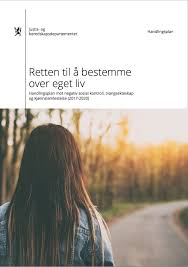 Justis- og
beredskapsdepartementet
Handlingsplan
Retten til å bestemme
over eget liv
Handlingsplan mot negativ sosial kontroll, tvangsekteskap
og kjønnslemlestelse (2017–2020)